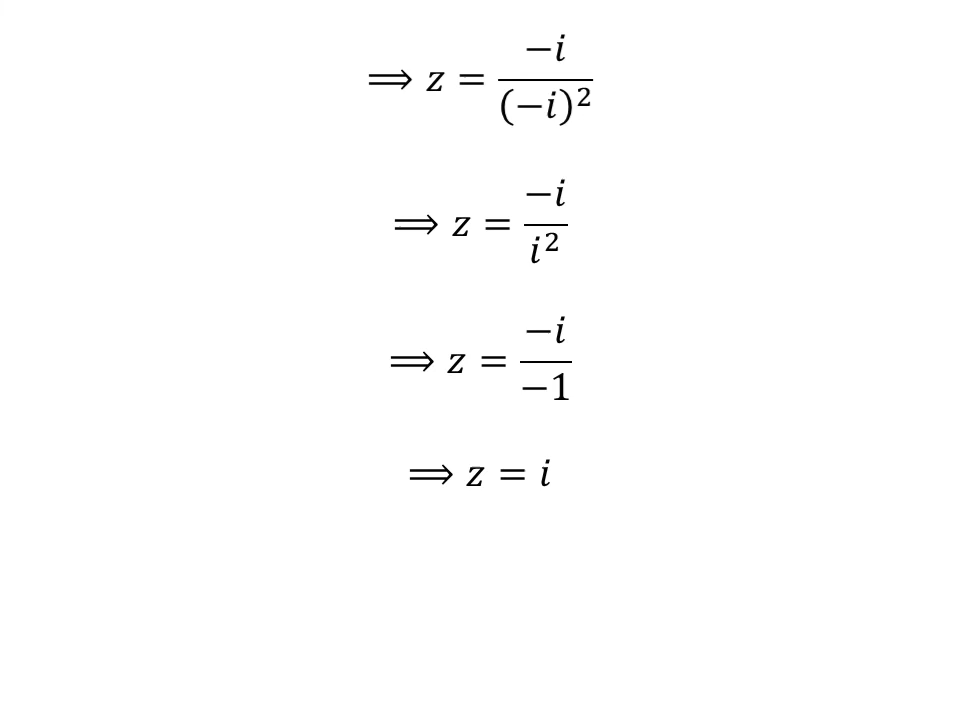 ⟹ z = −i/(−i)²
⟹ z = −i/i²
⟹ z = −i/−1
⟹ z = i